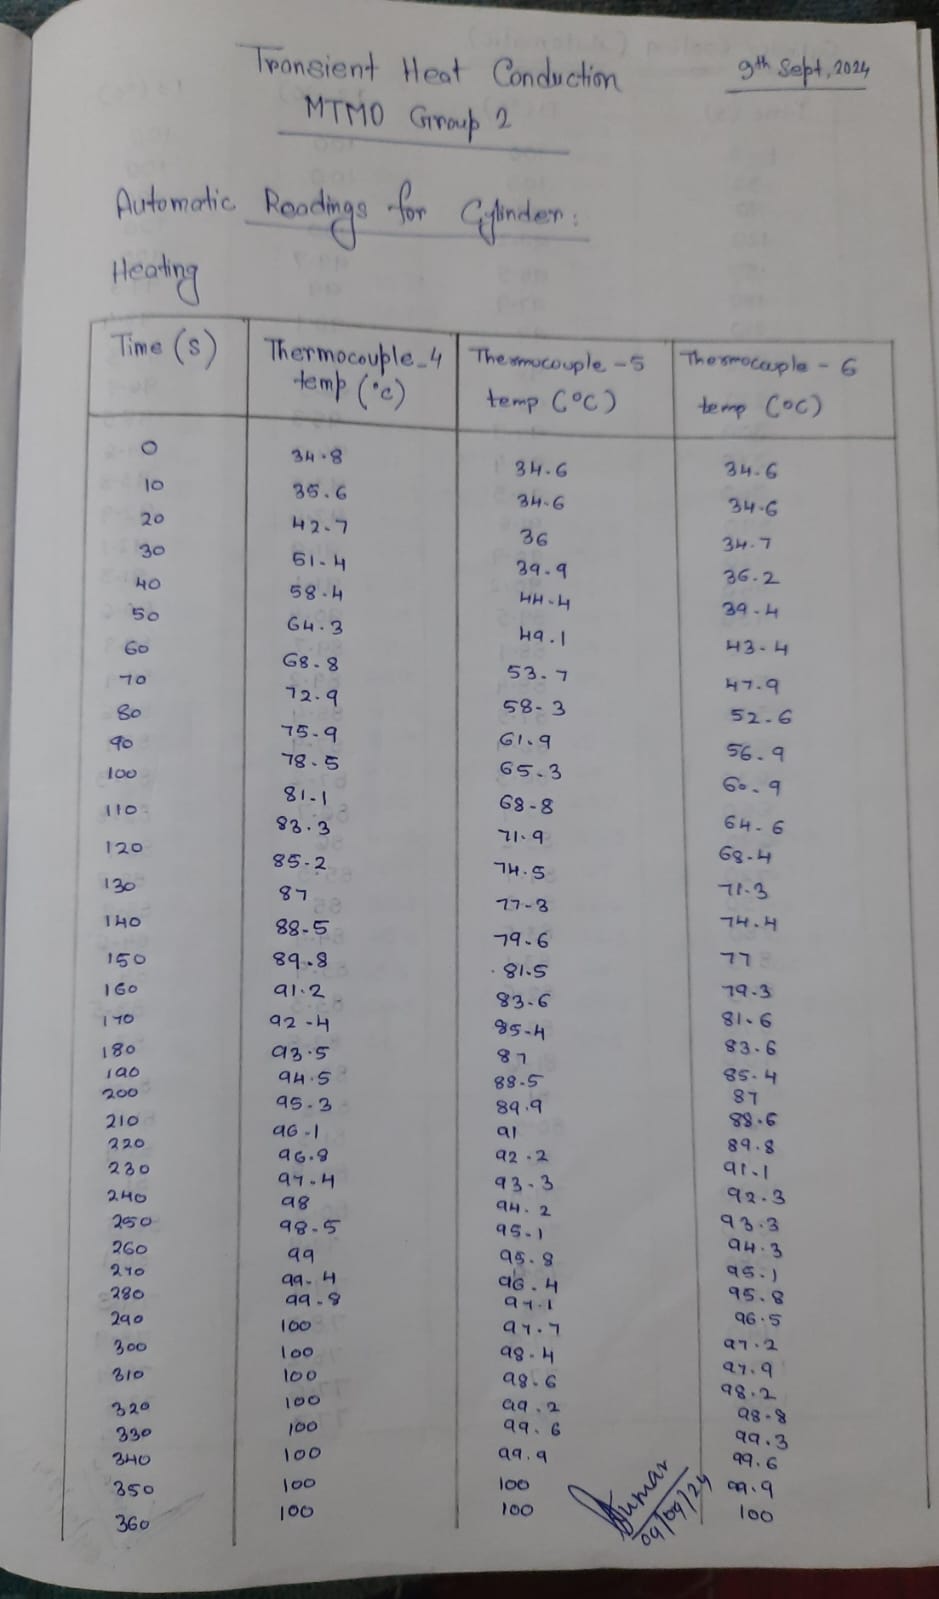 Transient Heat Conduction 9th Sept, 2024
MTMO Group 2
Automatic Readings for Cylinder:
Heating
Time (s) Thermocouple-4 temp (°C) Thermocouple-5 temp (°C) Thermocouple-6 temp (°C)
0 34.8 34.6 34.6
10 35.6 34.6 34.6
20 42.7 36 34.7
30 51.4 39.9 36.2
40 58.4 44.4 39.4
50 64.3 49.1 43.4
60 68.8 53.7 47.9
70 72.9 58.3 52.6
80 75.9 61.9 56.9
90 78.5 65.3 60.9
100 81.1 68.8 64.6
110 83.3 71.9 68.4
120 85.2 74.5 71.3
130 87 77.3 74.4
140 88.5 79.6 77
150 89.8 81.5 79.3
160 91.2 83.6 81.6
170 92.4 85.4 83.6
180 93.5 87 85.4
190 94.5 88.5 87
200 95.3 89.9 88.6
210 96.1 91 89.8
220 96.8 92.2 91.1
230 97.4 93.3 92.3
240 98 94.2 93.3
250 98.5 95.1 94.3
260 99 95.8 95.1
270 99.4 96.4 95.8
280 99.8 97.1 96.5
290 100 97.7 97.2
300 100 98.4 97.9
310 100 98.6 98.2
320 100 99.2 98.8
330 100 99.6 99.3
340 100 99.9 99.6
350 100 100 99.9
360 100 100 100
09/09/24